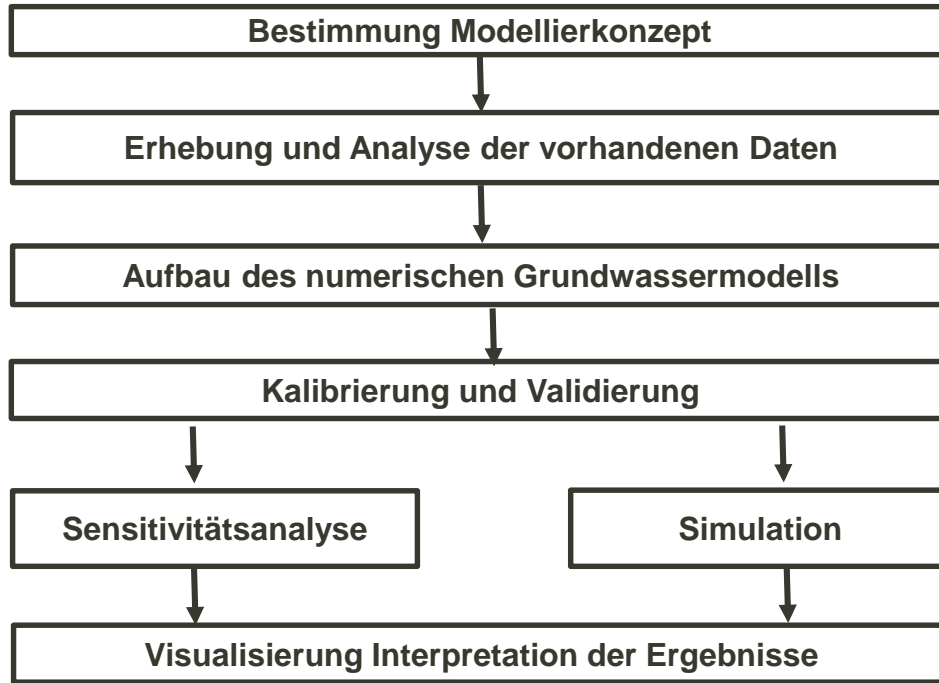 Bestimmung Modellierkonzept
Erhebung und Analyse der vorhandenen Daten
Aufbau des numerischen Grundwassermodells
Kalibrierung und Validierung
Sensitivitätsanalyse
Simulation
Visualisierung Interpretation der Ergebnisse